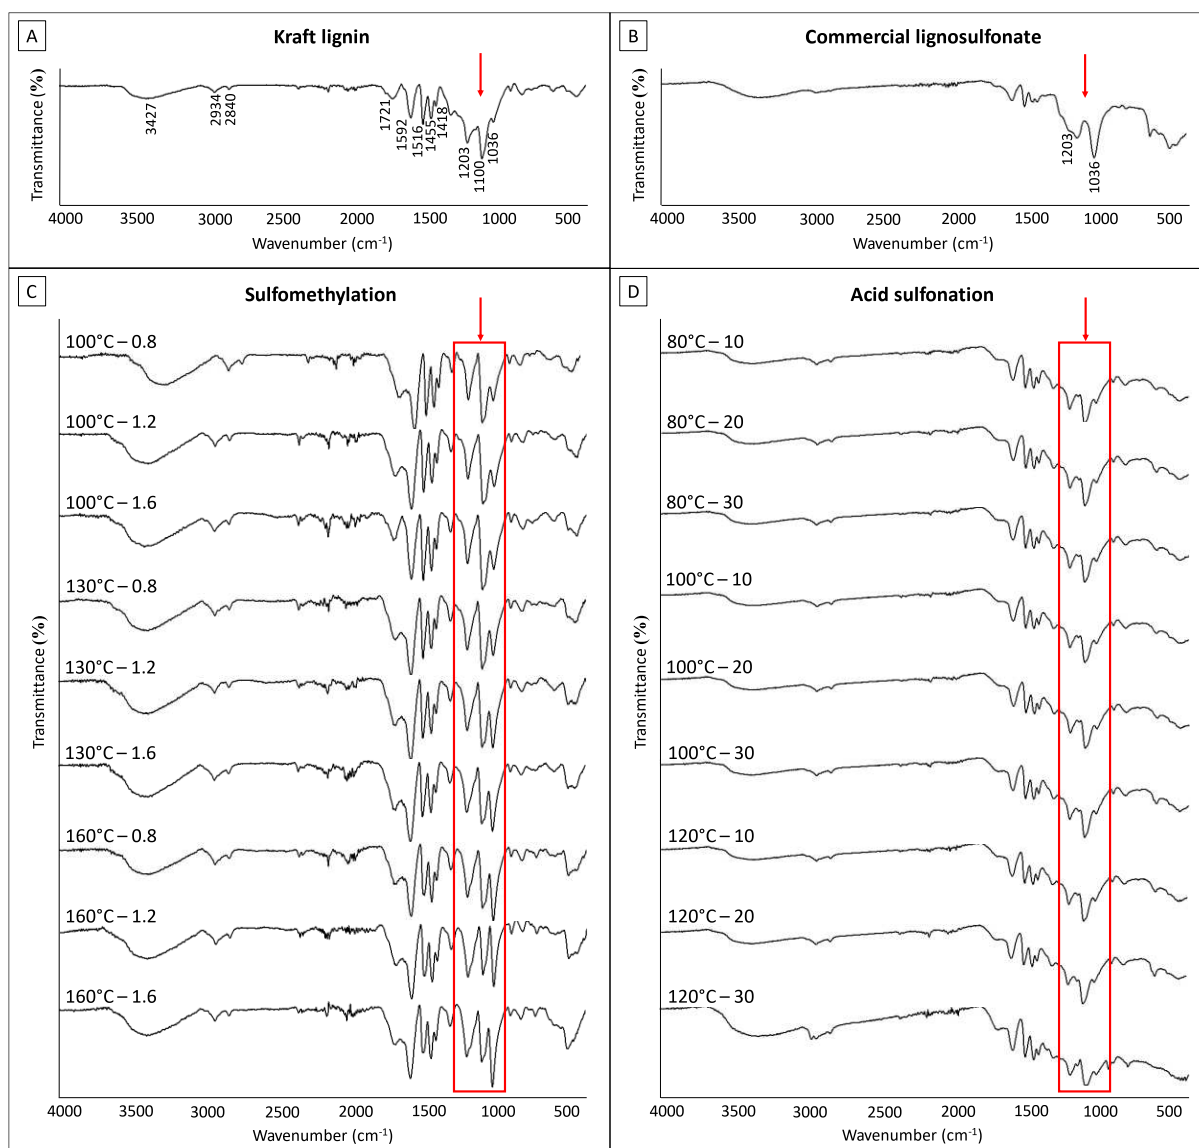 A
Kraft lignin
Transmittance (%)
3427
2934
2840
1721
1592
1516
1455
1418
1203
1100
1036
4000 3500 3000 2500 2000 1500 1000 500
Wavenumber (cm-1)
B
Commercial lignosulfonate
Transmittance (%)
1203
1036
4000 3500 3000 2500 2000 1500 1000 500
Wavenumber (cm-1)
C
Sulfomethylation
Transmittance (%)
100°C – 0.8
100°C – 1.2
100°C – 1.6
130°C – 0.8
130°C – 1.2
130°C – 1.6
160°C – 0.8
160°C – 1.2
160°C – 1.6
4000 3500 3000 2500 2000 1500 1000 500
Wavenumber (cm-1)
D
Acid sulfonation
Transmittance (%)
80°C – 10
80°C – 20
80°C – 30
100°C – 10
100°C – 20
100°C – 30
120°C – 10
120°C – 20
120°C – 30
4000 3500 3000 2500 2000 1500 1000 500
Wavenumber (cm-1)